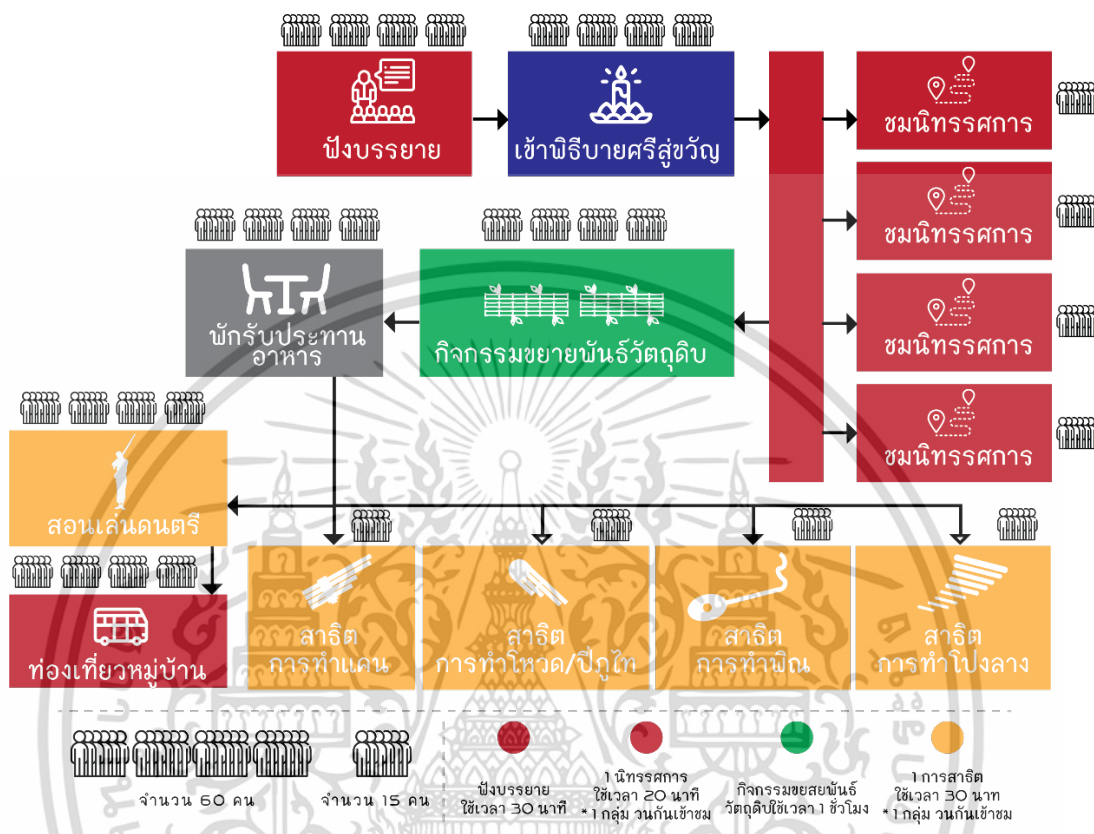 ฟังบรรยาย
เข้าพิธีบายศรีสู่ขวัญ
ชมนิทรรศการ
ชมนิทรรศการ
ชมนิทรรศการ
ชมนิทรรศการ
พักรับประทาน
อาหาร
กิจกรรมขยายพันธ์วัตถุดิบ
สอนเล่นดนตรี
ท่องเที่ยวหมู่บ้าน
สาธิต
การทำแคน
สาธิต
การทำโหวด/ปี่ภูไท
สาธิต
การทำพิณ
สาธิต
การทำโปงลาง
จำนวน 60 คน
จำนวน 15 คน
ฟังบรรยาย
ใช้เวลา 30 นาที
1 นิทรรศการ
ใช้เวลา 20 นาที
* 1 กลุ่ม วนกันเข้าชม
กิจกรรมขยสยพันธ์
วัตถุดิบใช้เวลา 1 ชั่วโมง
1 การสาธิต
ใช้เวลา 30 นาท
* 1 กลุ่ม วนกันเข้าชม